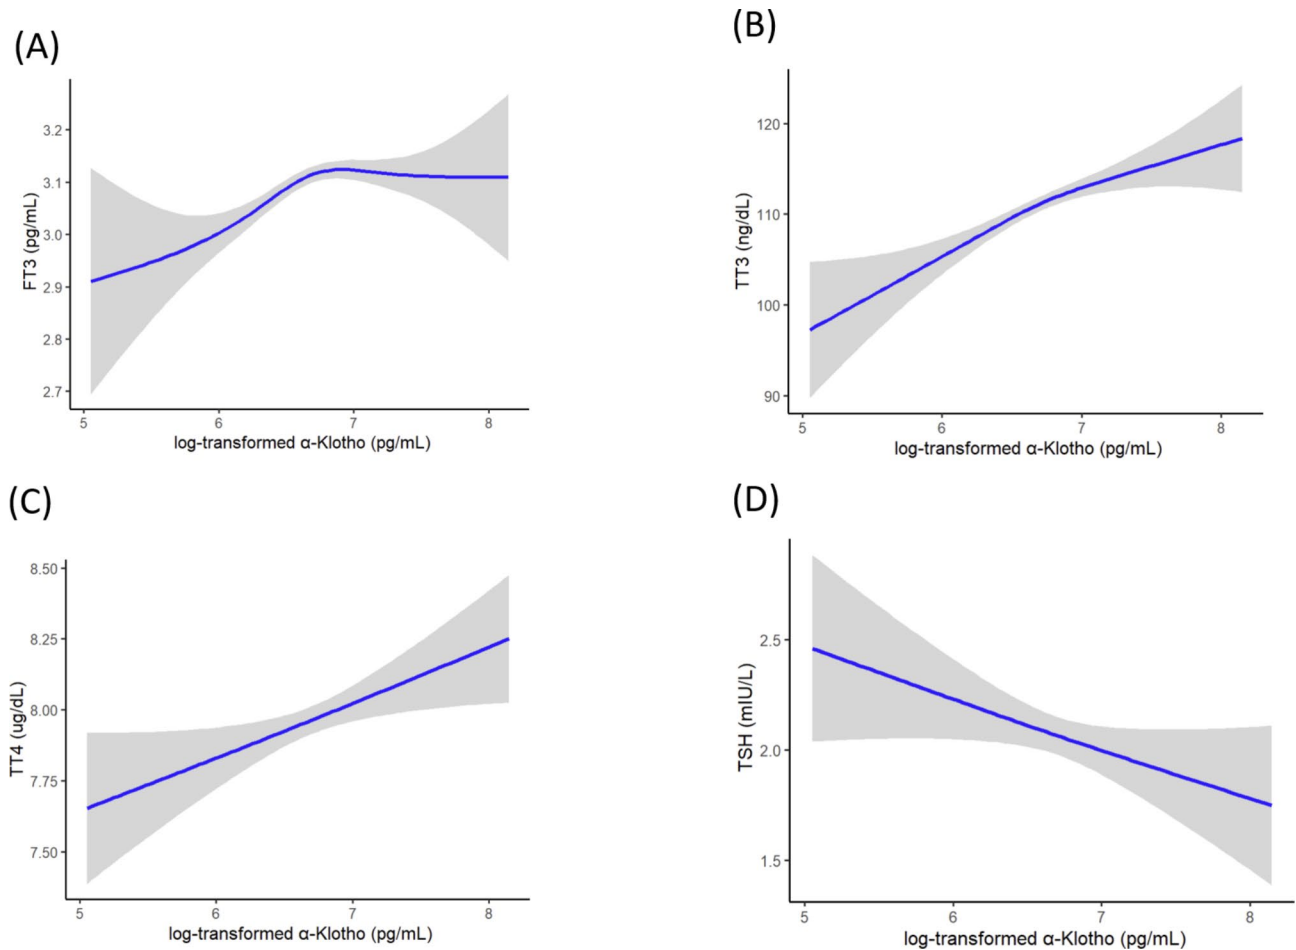 (A)
FT3 (pg/mL)
3.2
3.1
3.0
2.9
2.8
2.7
5 6 7 8
log-transformed α-Klotho (pg/mL)
(B)
TT3 (ng/dL)
120
110
100
90
5 6 7 8
log-transformed α-Klotho (pg/mL)
(C)
TT4 (ug/dL)
8.50
8.25
8.00
7.75
7.50
5 6 7 8
log-transformed α-Klotho (pg/mL)
(D)
TSH (mIU/L)
2.5
2.0
1.5
5 6 7 8
log-transformed α-Klotho (pg/mL)